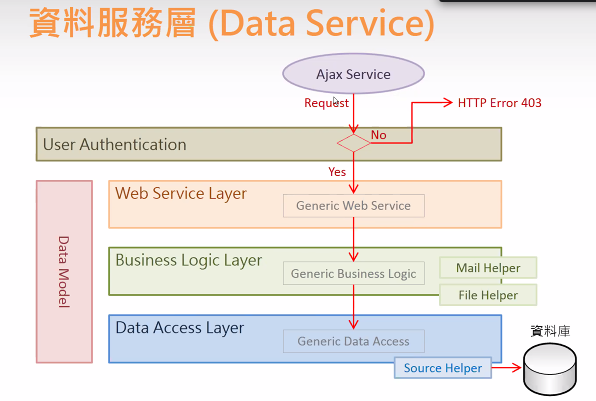 資料服務層 (Data Service)
Ajax Service
Request
HTTP Error 403
No
User Authentication
Yes
Web Service Layer
Generic Web Service
Data Model
Business Logic Layer
Generic Business Logic
Mail Helper
File Helper
Data Access Layer
Generic Data Access
資料庫
Source Helper